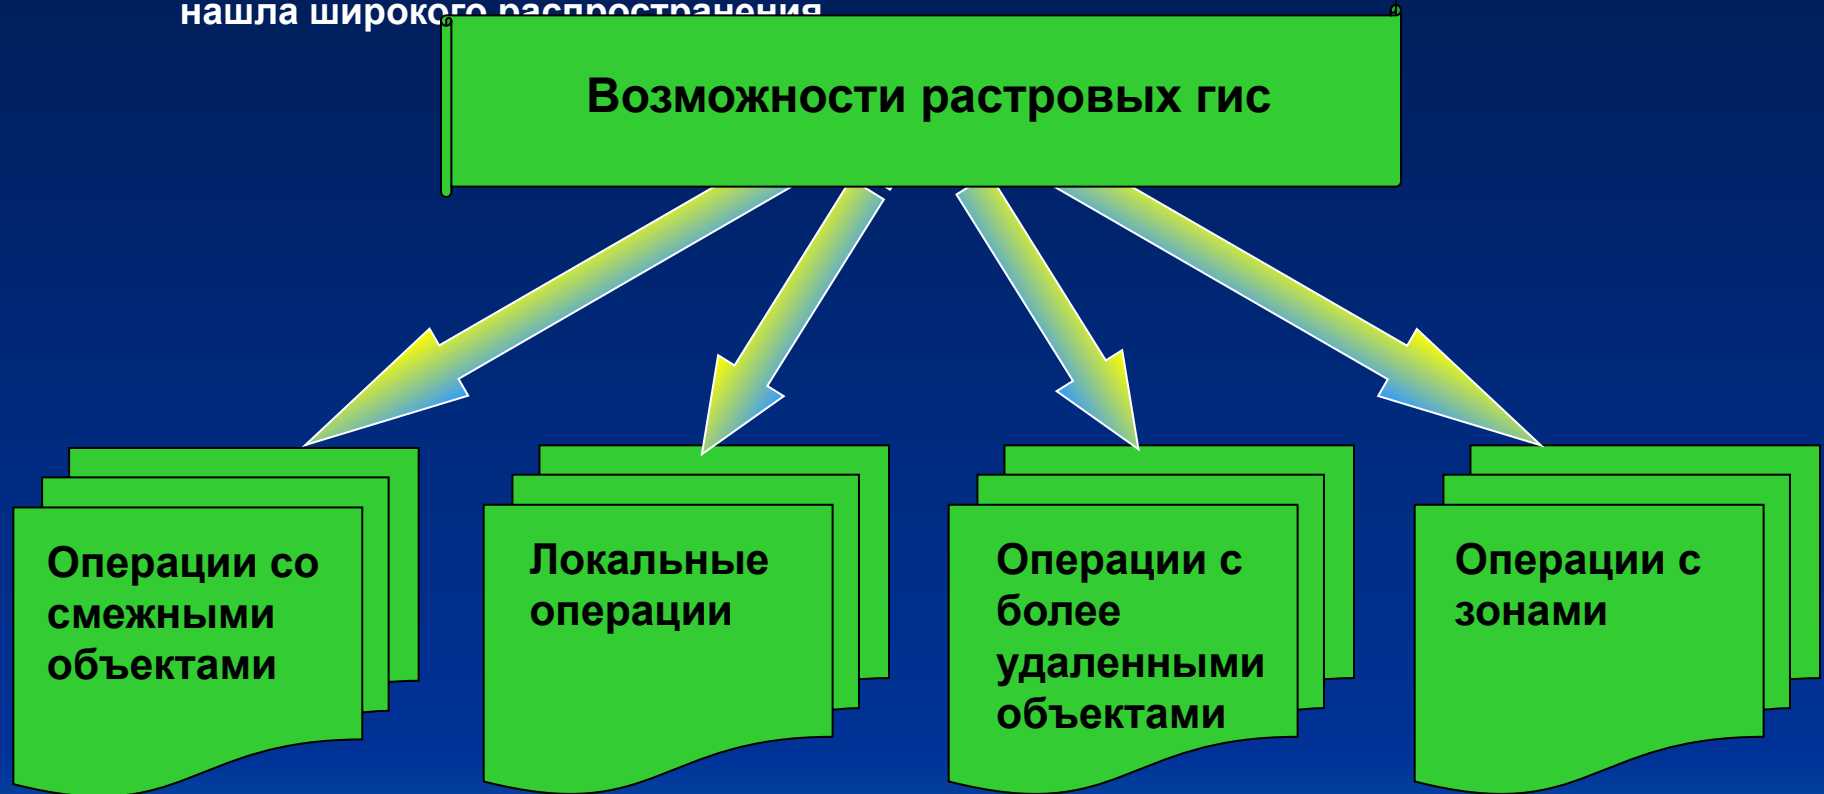 нашла широкого распространения
Возможности растровых гис
Операции со
смежными
объектами
Локальные
операции
Операции с
более
удаленными
объектами
Операции с
зонами